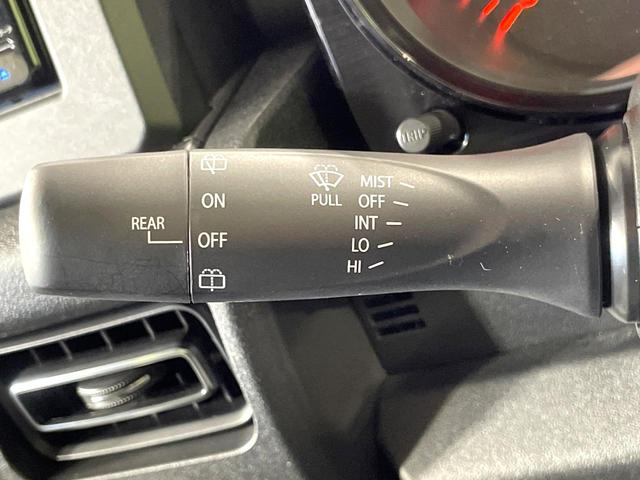 REAR
ON
OFF
PULL
MIST
OFF
INT
LO
HI